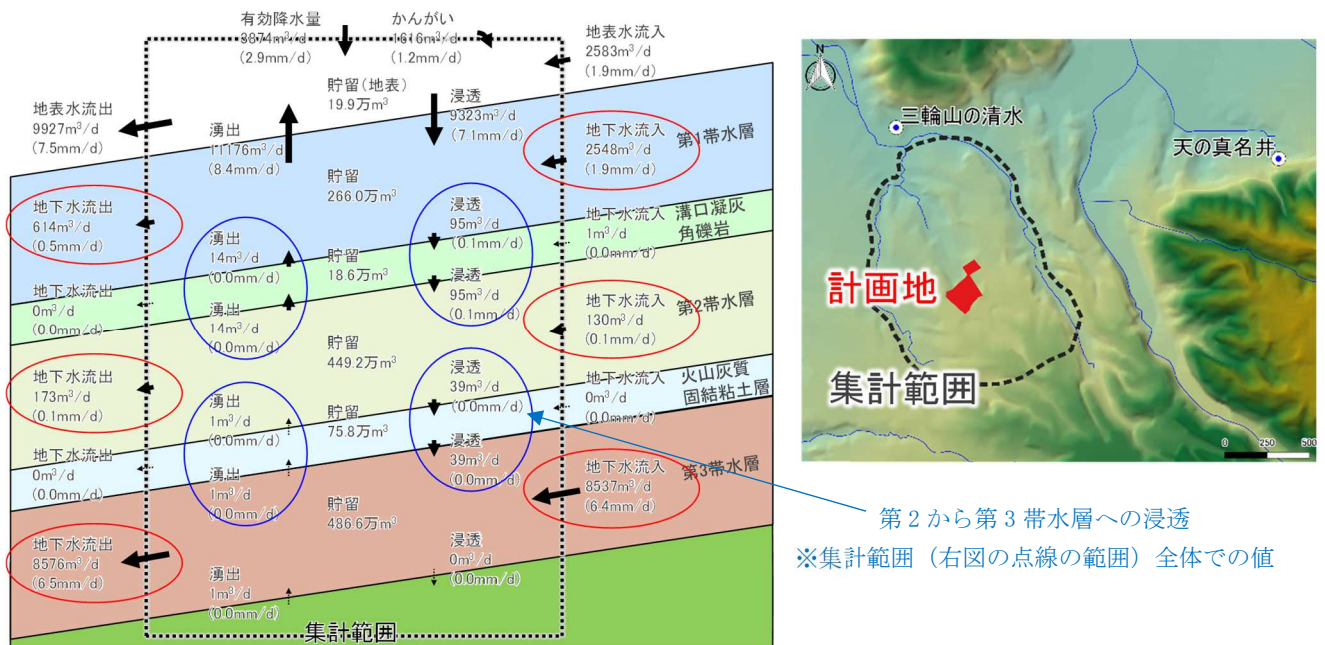 有効降水量
3874m³/d
(2.9mm/d)
かんがい
1616m³/d
(1.2mm/d)
地表水流入
2583m³/d
(1.9mm/d)
貯留(地表)
19.9万m³
地表水流出
9927m³/d
(7.5mm/d)
湧出
11176m³/d
(8.4mm/d)
浸透
9323m³/d
(7.1mm/d)
地下水流入
2548m³/d
(1.9mm/d)
第1帯水層
貯留
266.0万m³
地下水流出
614m³/d
(0.5mm/d)
湧出
14m³/d
(0.0mm/d)
浸透
95m³/d
(0.1mm/d)
地下水流入
1m³/d
(0.0mm/d)
溝口凝灰
角礫岩
貯留
18.6万m³
地下水流出
0m³/d
(0.0mm/d)
湧出
14m³/d
(0.0mm/d)
浸透
95m³/d
(0.1mm/d)
地下水流入
130m³/d
(0.1mm/d)
第2帯水層
貯留
449.2万m³
地下水流出
173m³/d
(0.1mm/d)
湧出
1m³/d
(0.0mm/d)
浸透
39m³/d
(0.0mm/d)
地下水流入
0m³/d
(0.0mm/d)
火山灰質
固結粘土層
貯留
75.8万m³
地下水流出
0m³/d
(0.0mm/d)
湧出
1m³/d
(0.0mm/d)
浸透
39m³/d
(0.0mm/d)
地下水流入
8537m³/d
(6.4mm/d)
第3帯水層
貯留
486.6万m³
地下水流出
8576m³/d
(6.5mm/d)
湧出
1m³/d
(0.0mm/d)
浸透
0m³/d
(0.0mm/d)
集計範囲
N
三輪山の清水
天の真名井
計画地
集計範囲
0 250 500
第2から第3帯水層への浸透
※集計範囲(右図の点線の範囲)全体での値